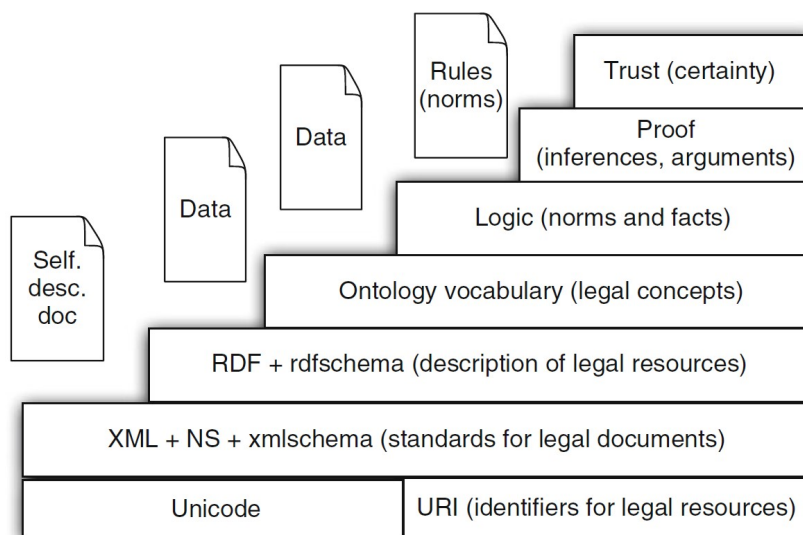 Rules
(norms)
Trust (certainty)
Data
Proof
(inferences, arguments)
Data
Logic (norms and facts)
Self.
desc.
doc
Ontology vocabulary (legal concepts)
RDF + rdfschema (description of legal resources)
XML + NS + xmlschema (standards for legal documents)
Unicode
URI (identifiers for legal resources)